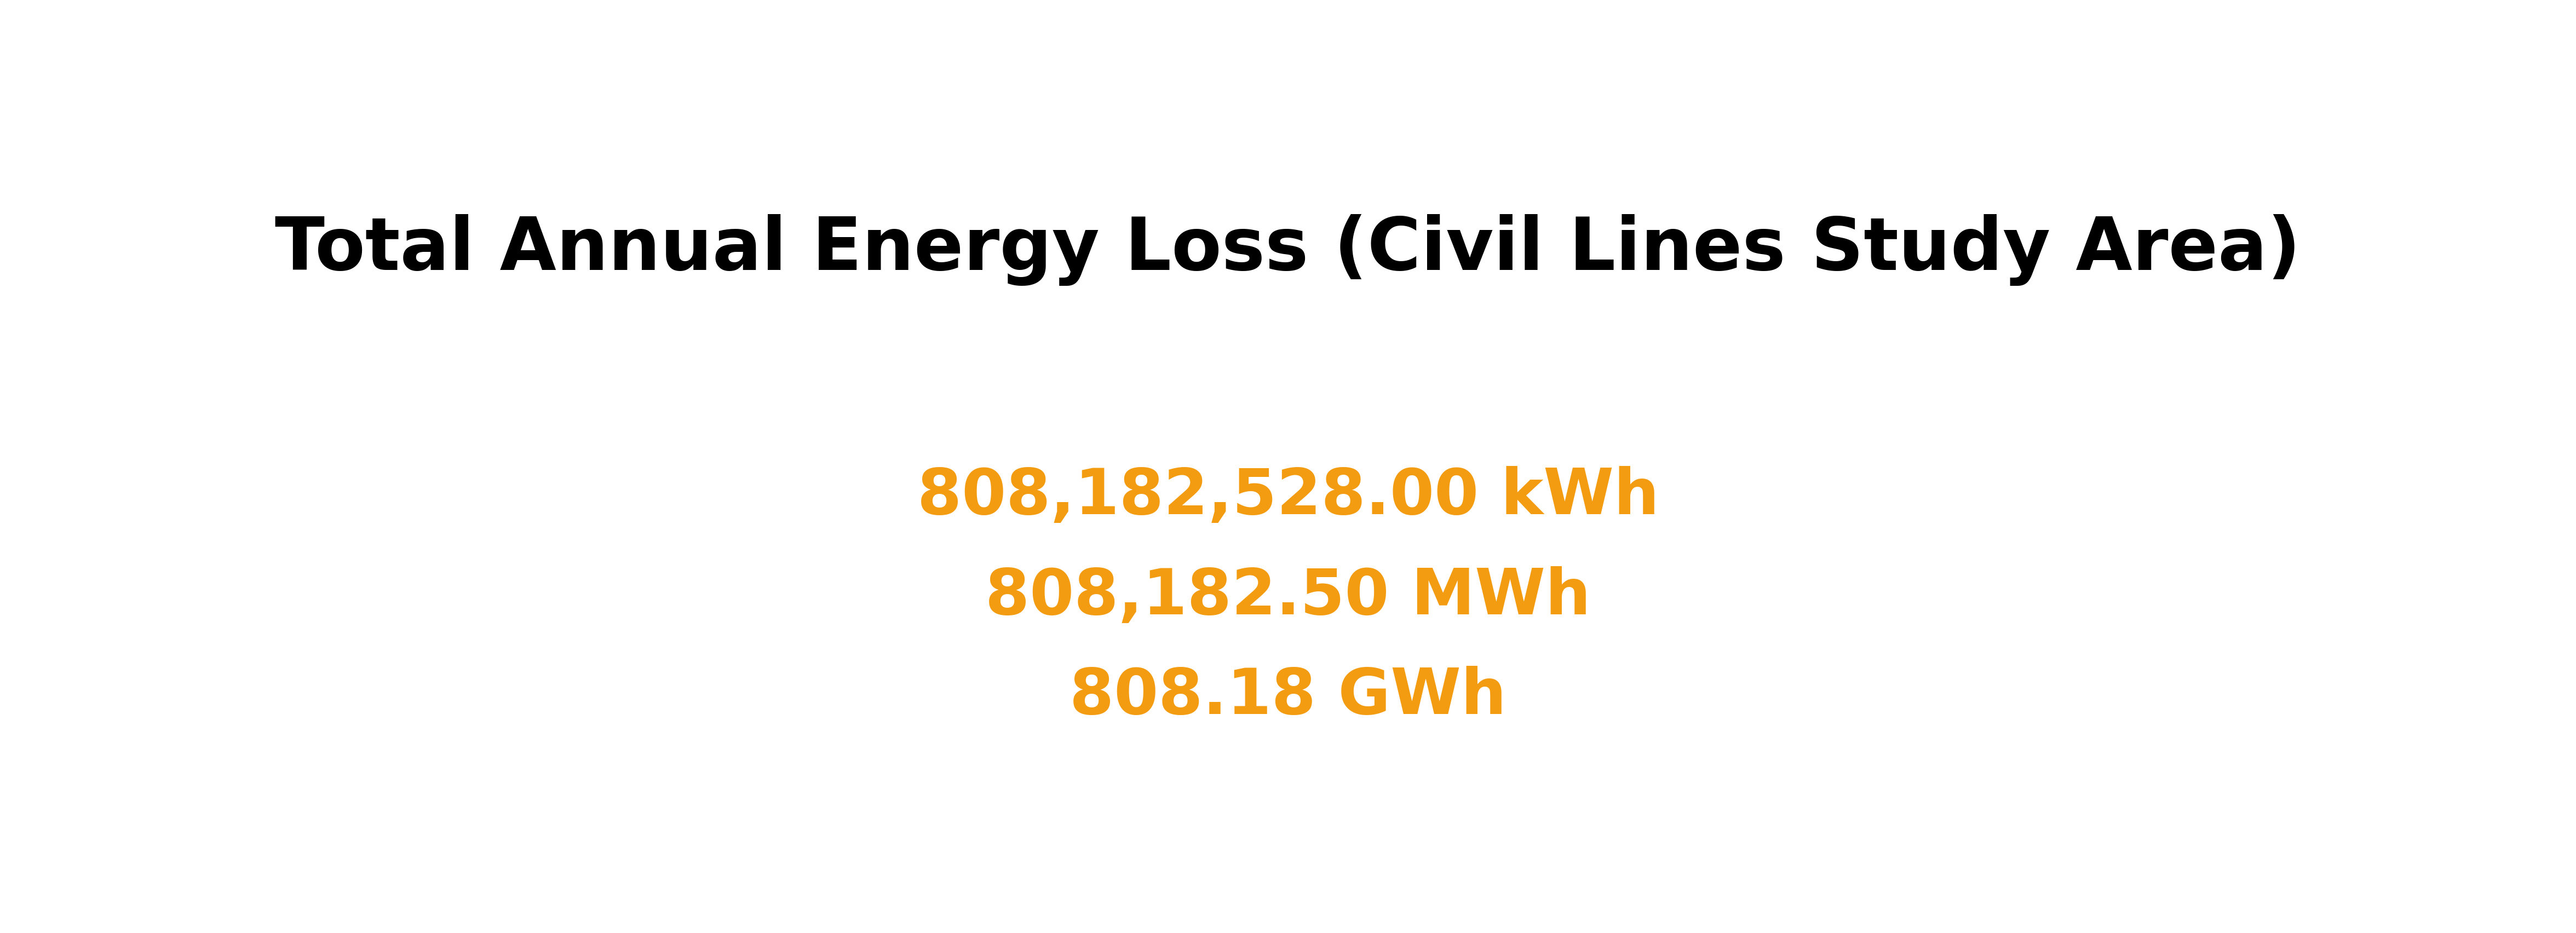 Total Annual Energy Loss (Civil Lines Study Area)
808,182,528.00 kWh
808,182.50 MWh
808.18 GWh